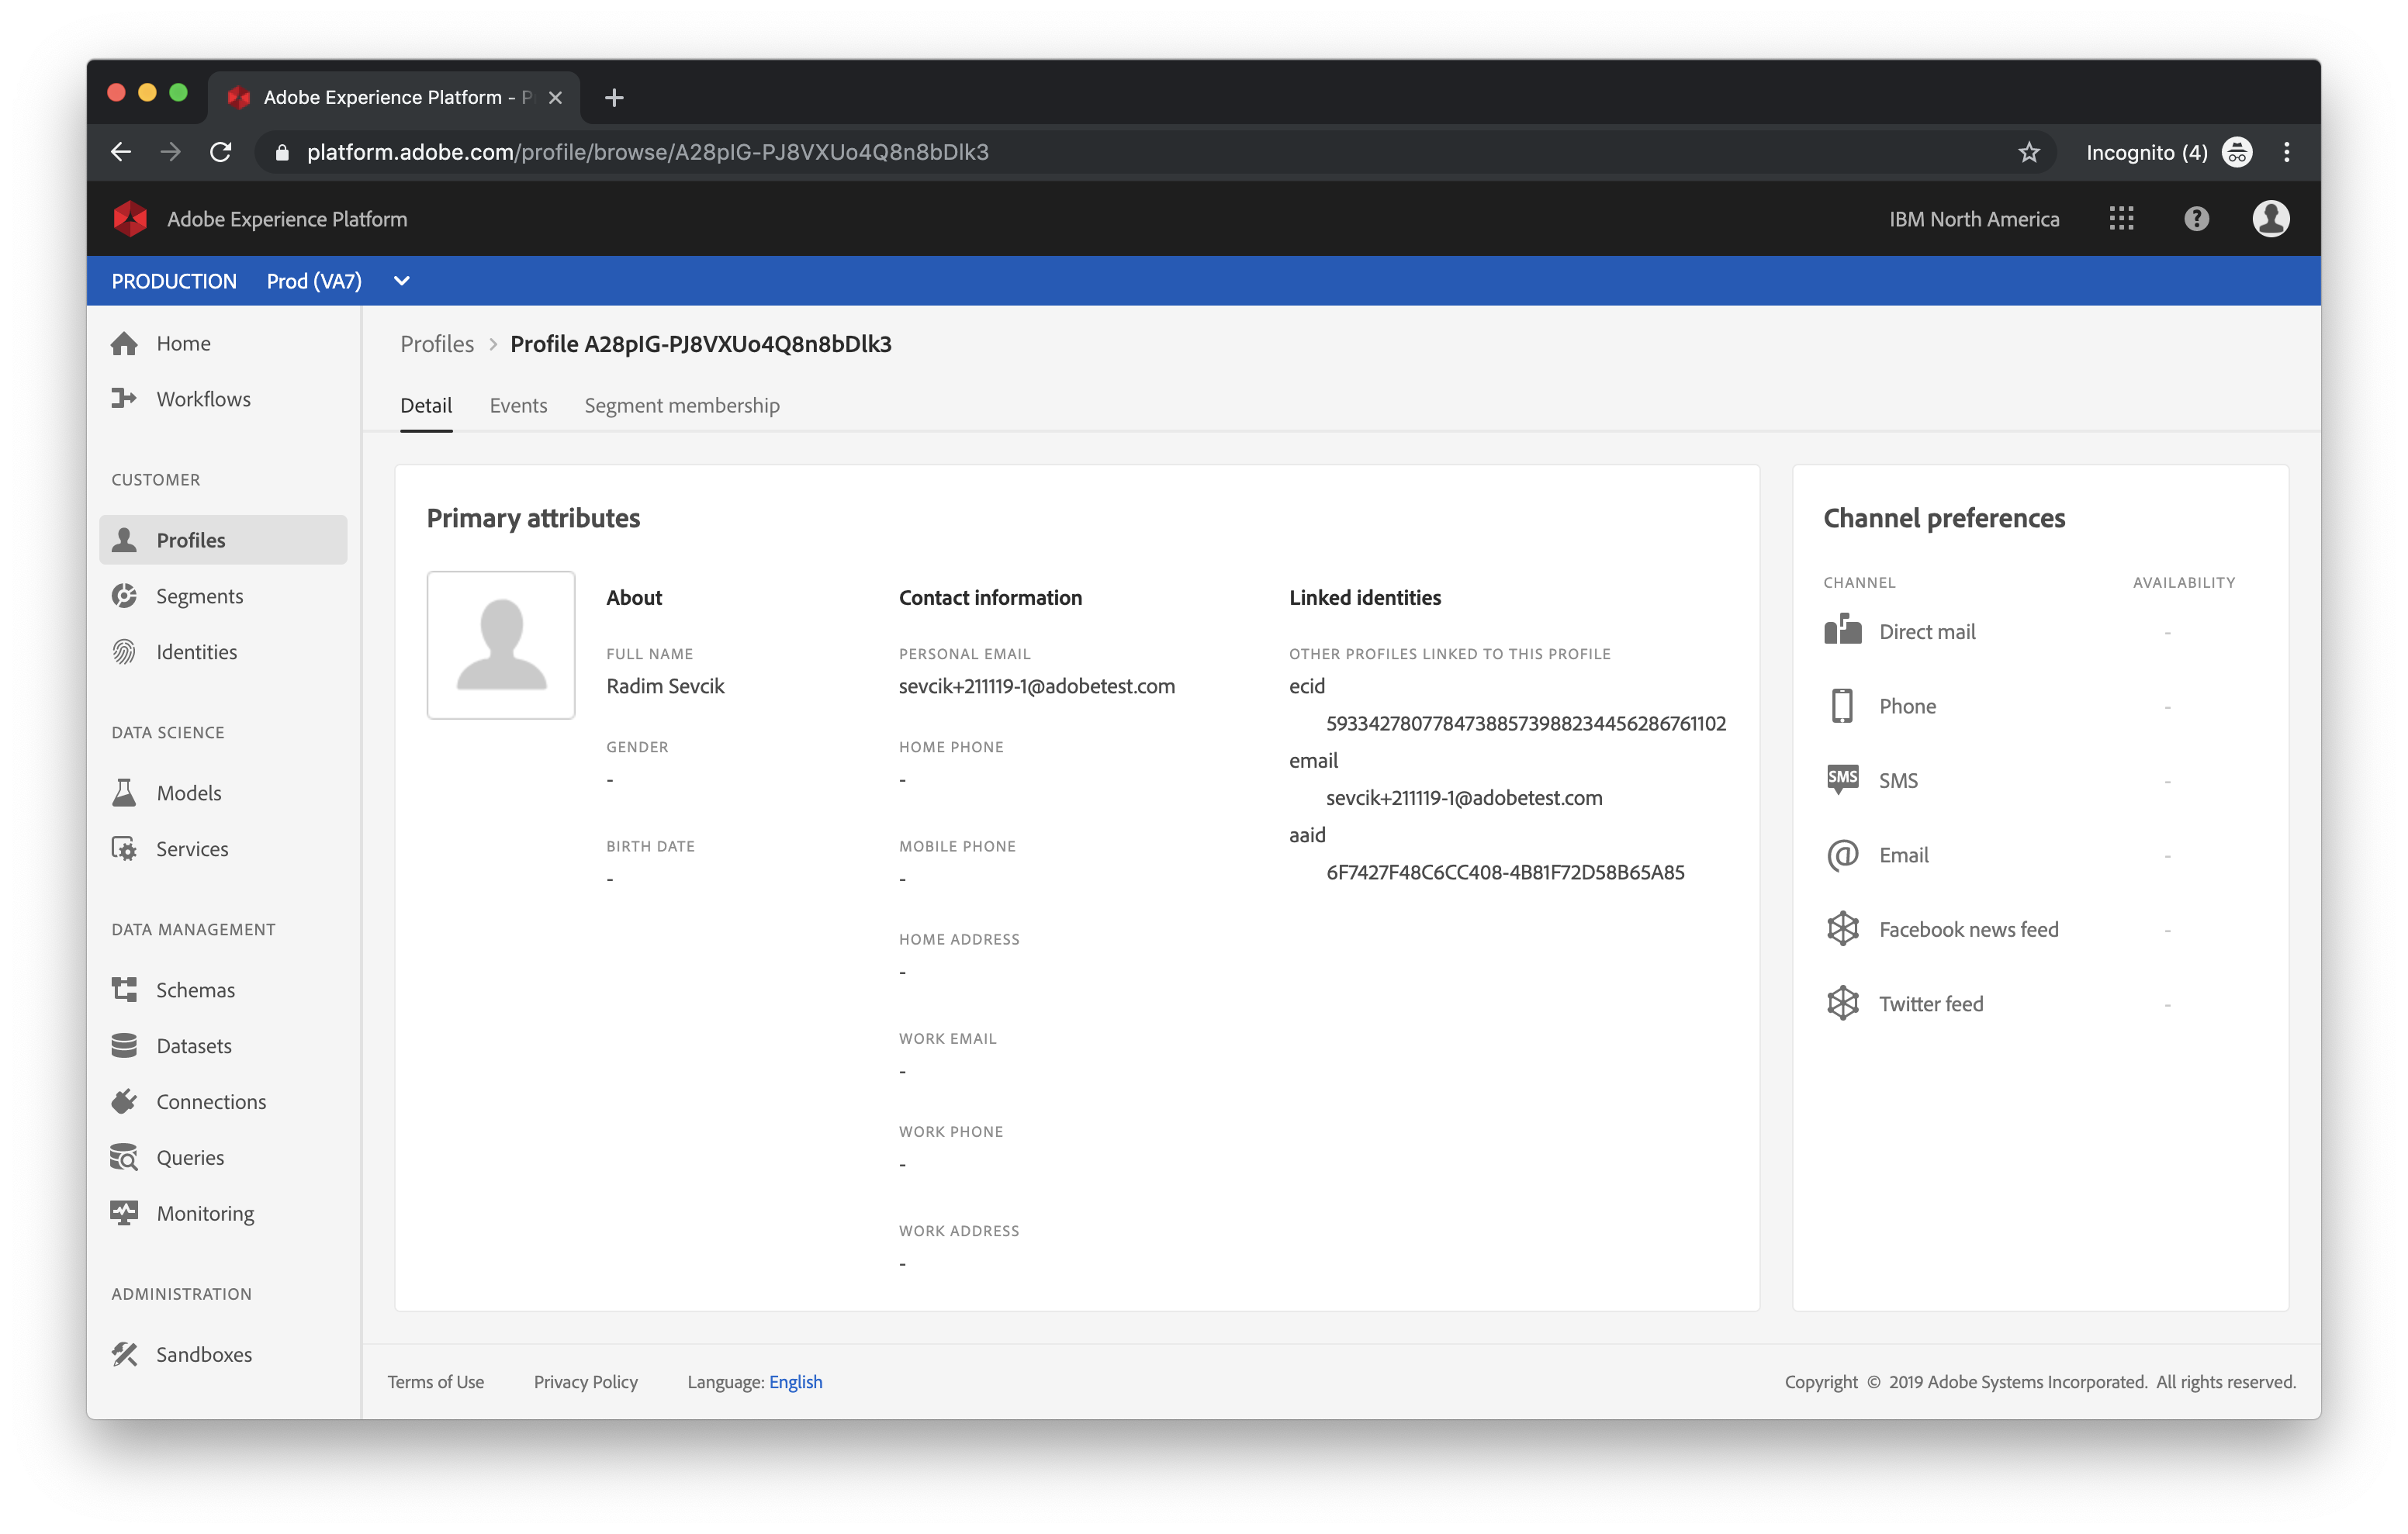 Adobe Experience Platform - P
platform.adobe.com/profile/browse/A28pIG-PJ8VXUo4Q8n8bDlk3
Incognito (4)
Adobe Experience Platform
IBM North America
PRODUCTION Prod (VA7)
Home
Workflows
CUSTOMER
Profiles
Segments
Identities
DATA SCIENCE
Models
Services
DATA MANAGEMENT
Schemas
Datasets
Connections
Queries
Monitoring
ADMINISTRATION
Sandboxes
Profiles > Profile A28pIG-PJ8VXUo4Q8n8bDlk3
Detail Events Segment membership
Primary attributes
About
FULL NAME
Radim Sevcik
GENDER
-
BIRTH DATE
-
Contact information
PERSONAL EMAIL
sevcik+211119-1@adobetest.com
HOME PHONE
-
MOBILE PHONE
-
HOME ADDRESS
-
WORK EMAIL
-
WORK PHONE
-
WORK ADDRESS
-
Linked identities
OTHER PROFILES LINKED TO THIS PROFILE
ecid
59334278077847388573988234456286761102
email
sevcik+211119-1@adobetest.com
aaid
6F7427F48C6CC408-4B81F72D58B65A85
Channel preferences
CHANNEL AVAILABILITY
Direct mail -
Phone -
SMS SMS -
Email -
Facebook news feed -
Twitter feed -
Terms of Use Privacy Policy Language: English
Copyright © 2019 Adobe Systems Incorporated. All rights reserved.